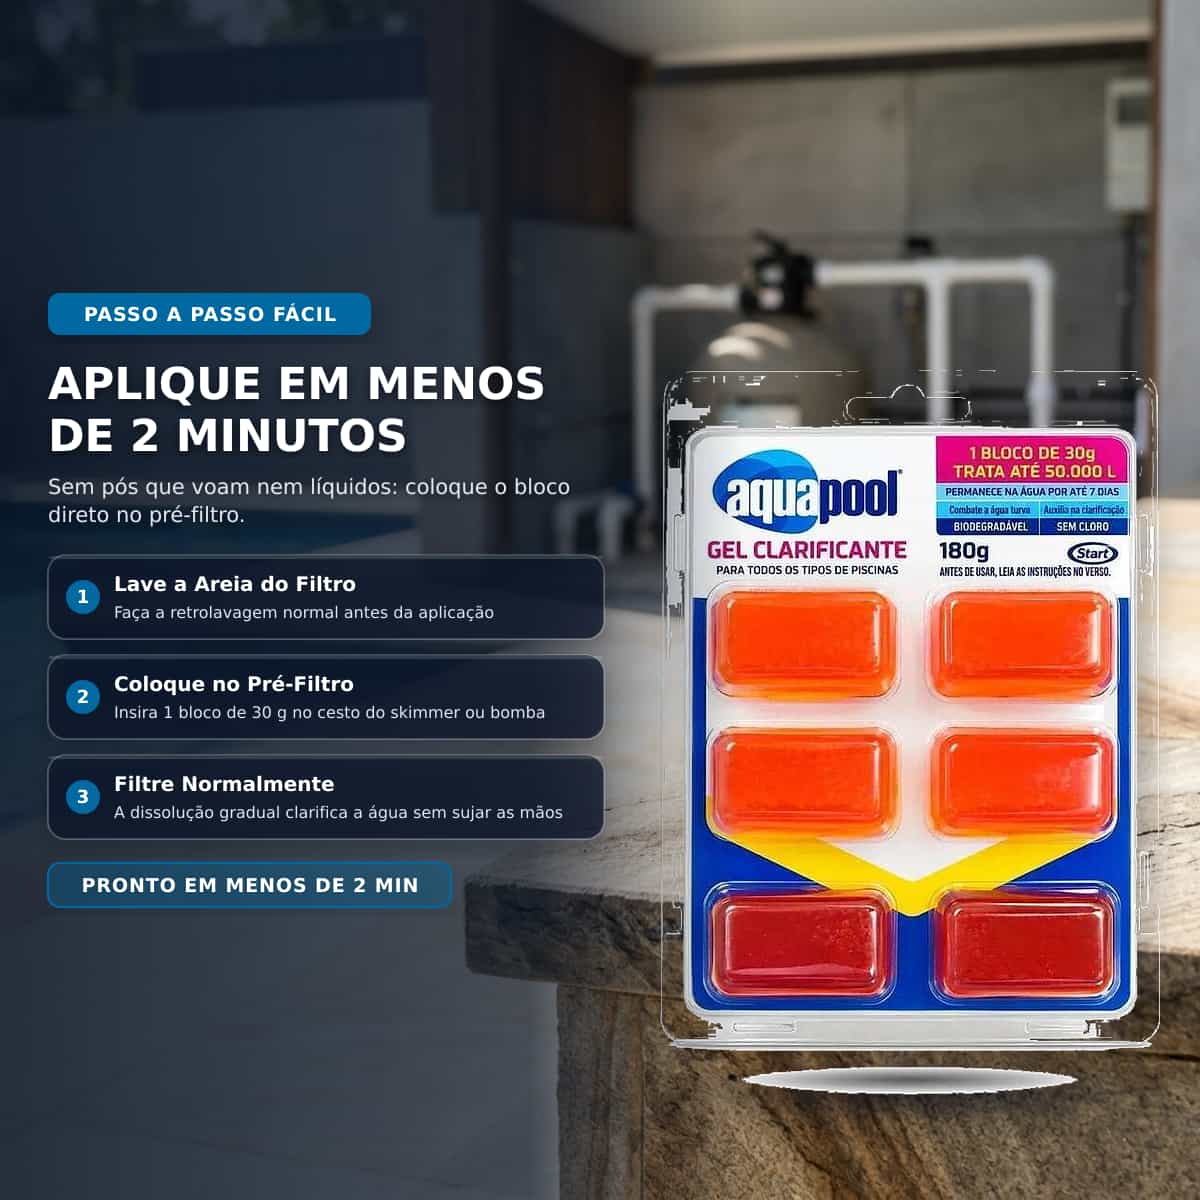 PASSO A PASSO FÁCIL
APLIQUE EM MENOS
DE 2 MINUTOS
Sem pós que voam nem líquidos: coloque o bloco
direto no pré-filtro.
1
Lave a Areia do Filtro
Faça a retrolavagem normal antes da aplicação
2
Coloque no Pré-Filtro
Insira 1 bloco de 30 g no cesto do skimmer ou bomba
3
Filtre Normalmente
A dissolução gradual clarifica a água sem sujar as mãos
PRONTO EM MENOS DE 2 MIN
aquapool
GEL CLARIFICANTE
PARA TODOS OS TIPOS DE PISCINAS
1 BLOCO DE 30g
TRATA ATÉ 50.000 L
PERMANECE NA ÁGUA POR ATÉ 7 DIAS
Combate a água turva
Auxilia na clarificação
BIODEGRADÁVEL
SEM CLORO
180g
Start
ANTES DE USAR, LEIA AS INSTRUÇÕES NO VERSO.